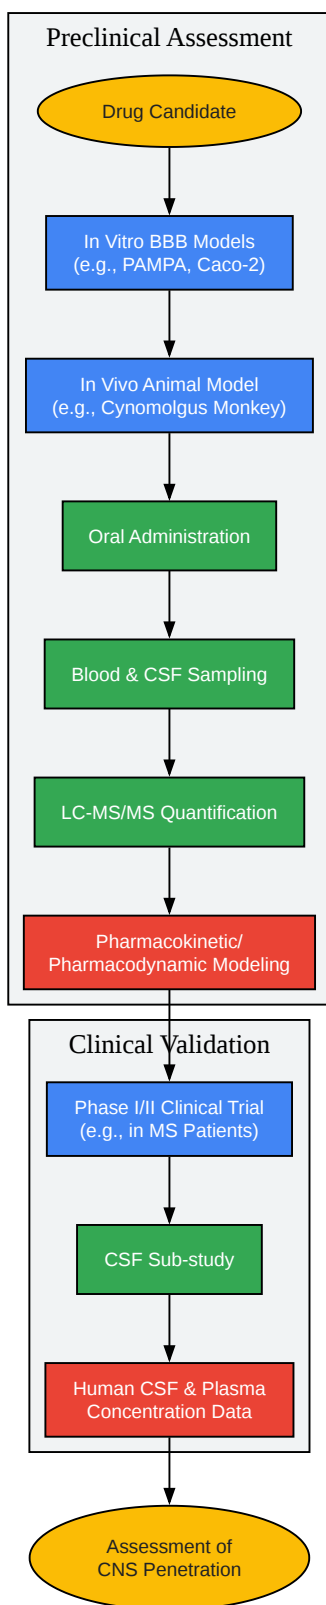 Preclinical Assessment
Drug Candidate
In Vitro BBB Models
(e.g., PAMPA, Caco-2)
In Vivo Animal Model
(e.g., Cynomolgus Monkey)
Oral Administration
Blood & CSF Sampling
LC-MS/MS Quantification
Pharmacokinetic/
Pharmacodynamic Modeling
Clinical Validation
Phase I/II Clinical Trial
(e.g., in MS Patients)
CSF Sub-study
Human CSF & Plasma
Concentration Data
Assessment of
CNS Penetration